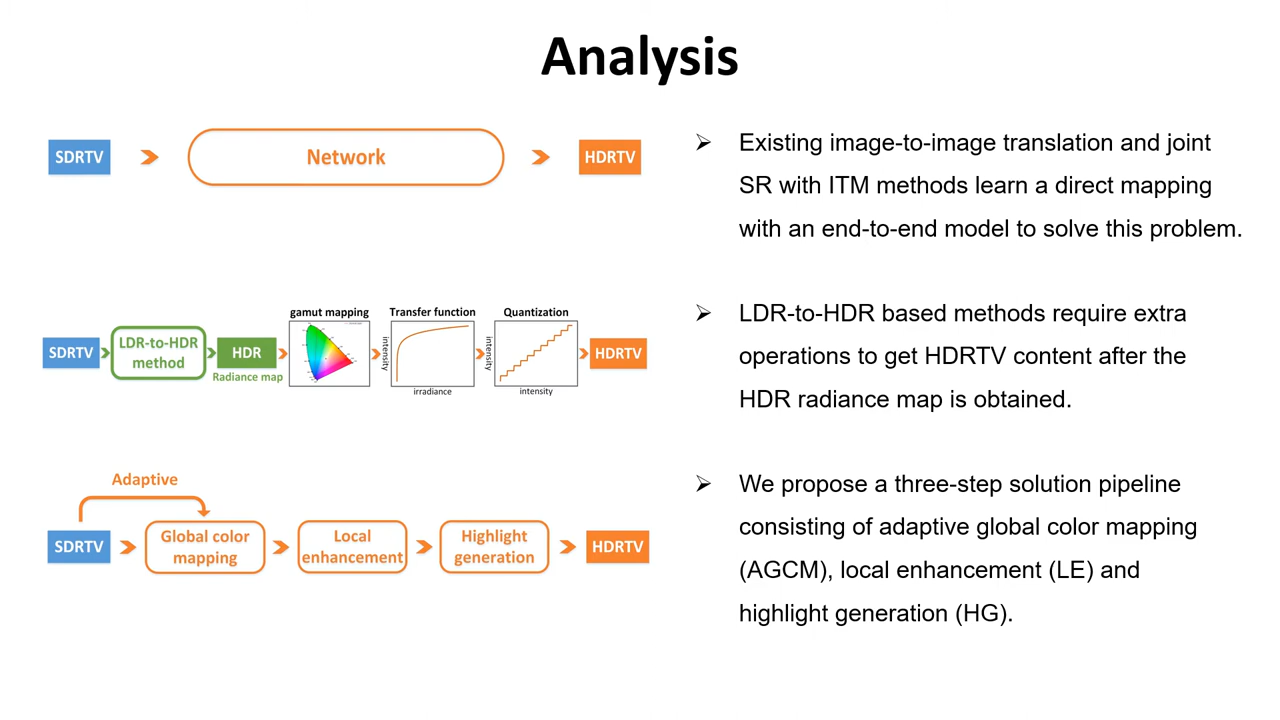 Analysis
SDRTV
Network
HDRTV
➢ Existing image-to-image translation and joint
SR with ITM methods learn a direct mapping
with an end-to-end model to solve this problem.
SDRTV
LDR-to-HDR
method
HDR
Radiance map
gamut mapping
Transfer function
intensity
irradiance
Quantization
intensity
intensity
HDRTV
➢ LDR-to-HDR based methods require extra
operations to get HDRTV content after the
HDR radiance map is obtained.
Adaptive
SDRTV
Global color
mapping
Local
enhancement
Highlight
generation
HDRTV
➢ We propose a three-step solution pipeline
consisting of adaptive global color mapping
(AGCM), local enhancement (LE) and
highlight generation (HG).